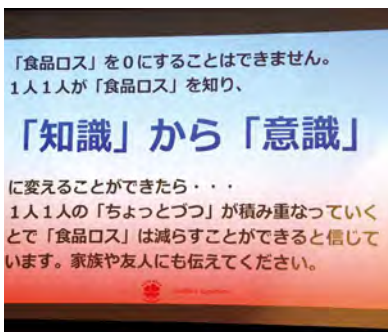 「食品ロス」を０にすることはできません。
１人１人が「食品ロス」を知り、
「知識」から「意識」
に変えることができたら・・・
１人１人の「ちょっとづつ」が積み重なっていく
とで「食品ロス」は減らすことができると信じて
います。家族や友人にも伝えてください。